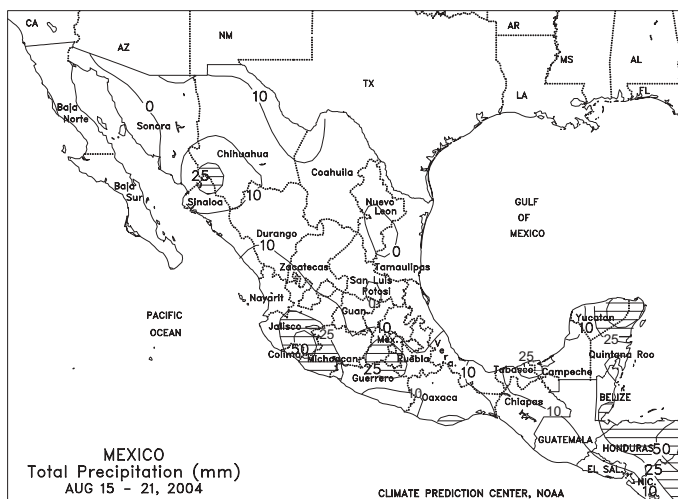 CA
AZ
NM
TX
AR
MS
AL
LA
FL
0
10
Baja
Norte
Sonora
Chihuahua
Coahuila
Baja
Sur
25
Sinaloa
10
Nuevo
Leon
GULF
OF
MEXICO
Durango
10
0
Zacatecas
Tamaulipas
San Luis
Potosi
Nayarit
0
Guan
PACIFIC
OCEAN
Jalisco
25
10
Mex
Vera
Yucatan
10
25
50
Colima
Michoacan
Puebla
25
Tabasco
Campeche
Quintana Roo
25
Guerrero
10
10
BELIZE
Oaxaca
Chiapas
10
GUATEMALA
HONDURAS
50
EL SAL
25
NIC
10
MEXICO
Total Precipitation (mm)
AUG 15 - 21, 2004
CLIMATE PREDICTION CENTER, NOAA